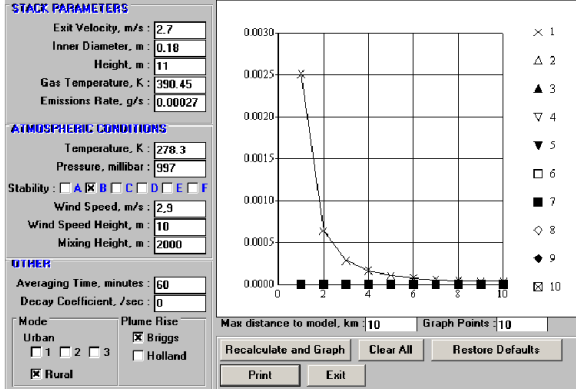 STACK PARAMETERS
Exit Velocity, m/s : 2.7
Inner Diameter, m : 0.18
Height, m : 11
Gas Temperature, K : 390.45
Emissions Rate, g/s : 0.00027
ATMOSPHERIC CONDITIONS
Temperature, K : 278.3
Pressure, millibar : 997
Stability : A B C D E F
Wind Speed, m/s : 2,9
Wind Speed Height, m : 10
Mixing Height, m : 2000
OTHER
Averaging Time, minutes : 60
Decay Coefficient, /sec : 0
Mode
Urban
1 2 3
Rural
Plume Rise
Briggs
Holland
0.0030
0.0025
0.0020
0.0015
0.0010
0.0005
0.0000
0 2 4 6 8 10
1
2
3
4
5
6
7
8
9
10
Max distance to model, km : 10 Graph Points : 10
Recalculate and Graph Clear All Restore Defaults
Print Exit